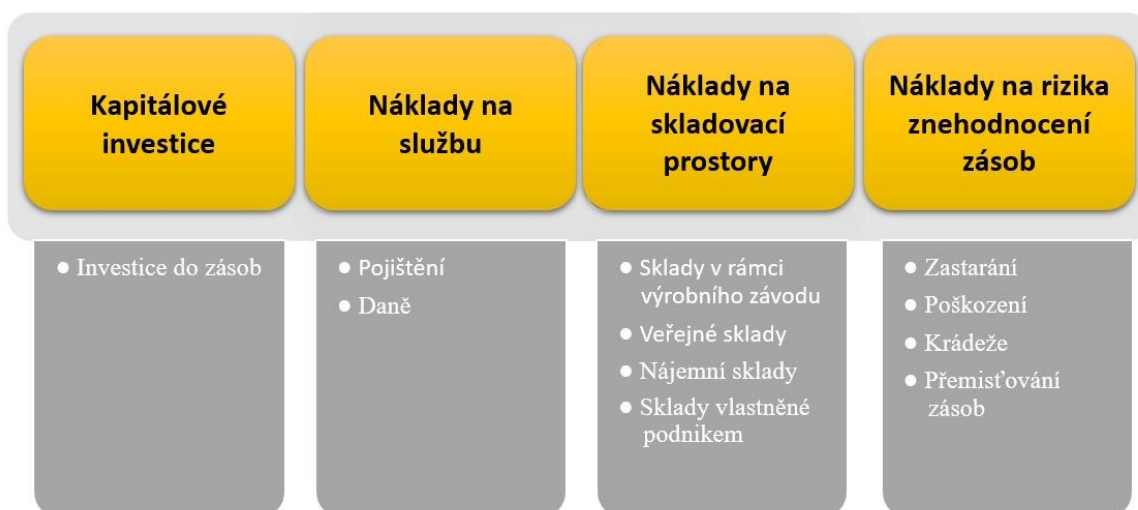 Kapitálové
investice
Náklady na
službu
Náklady na
skladovací
prostory
Náklady na rizika
znehodnocení
zásob
• Investice do zásob
• Pojištění
• Daně
• Sklady v rámci
výrobního závodu
• Veřejné sklady
• Nájemní sklady
• Sklady vlastněné
podnikem
• Zastarání
• Poškození
• Krádeže
• Přemisťování
zásob